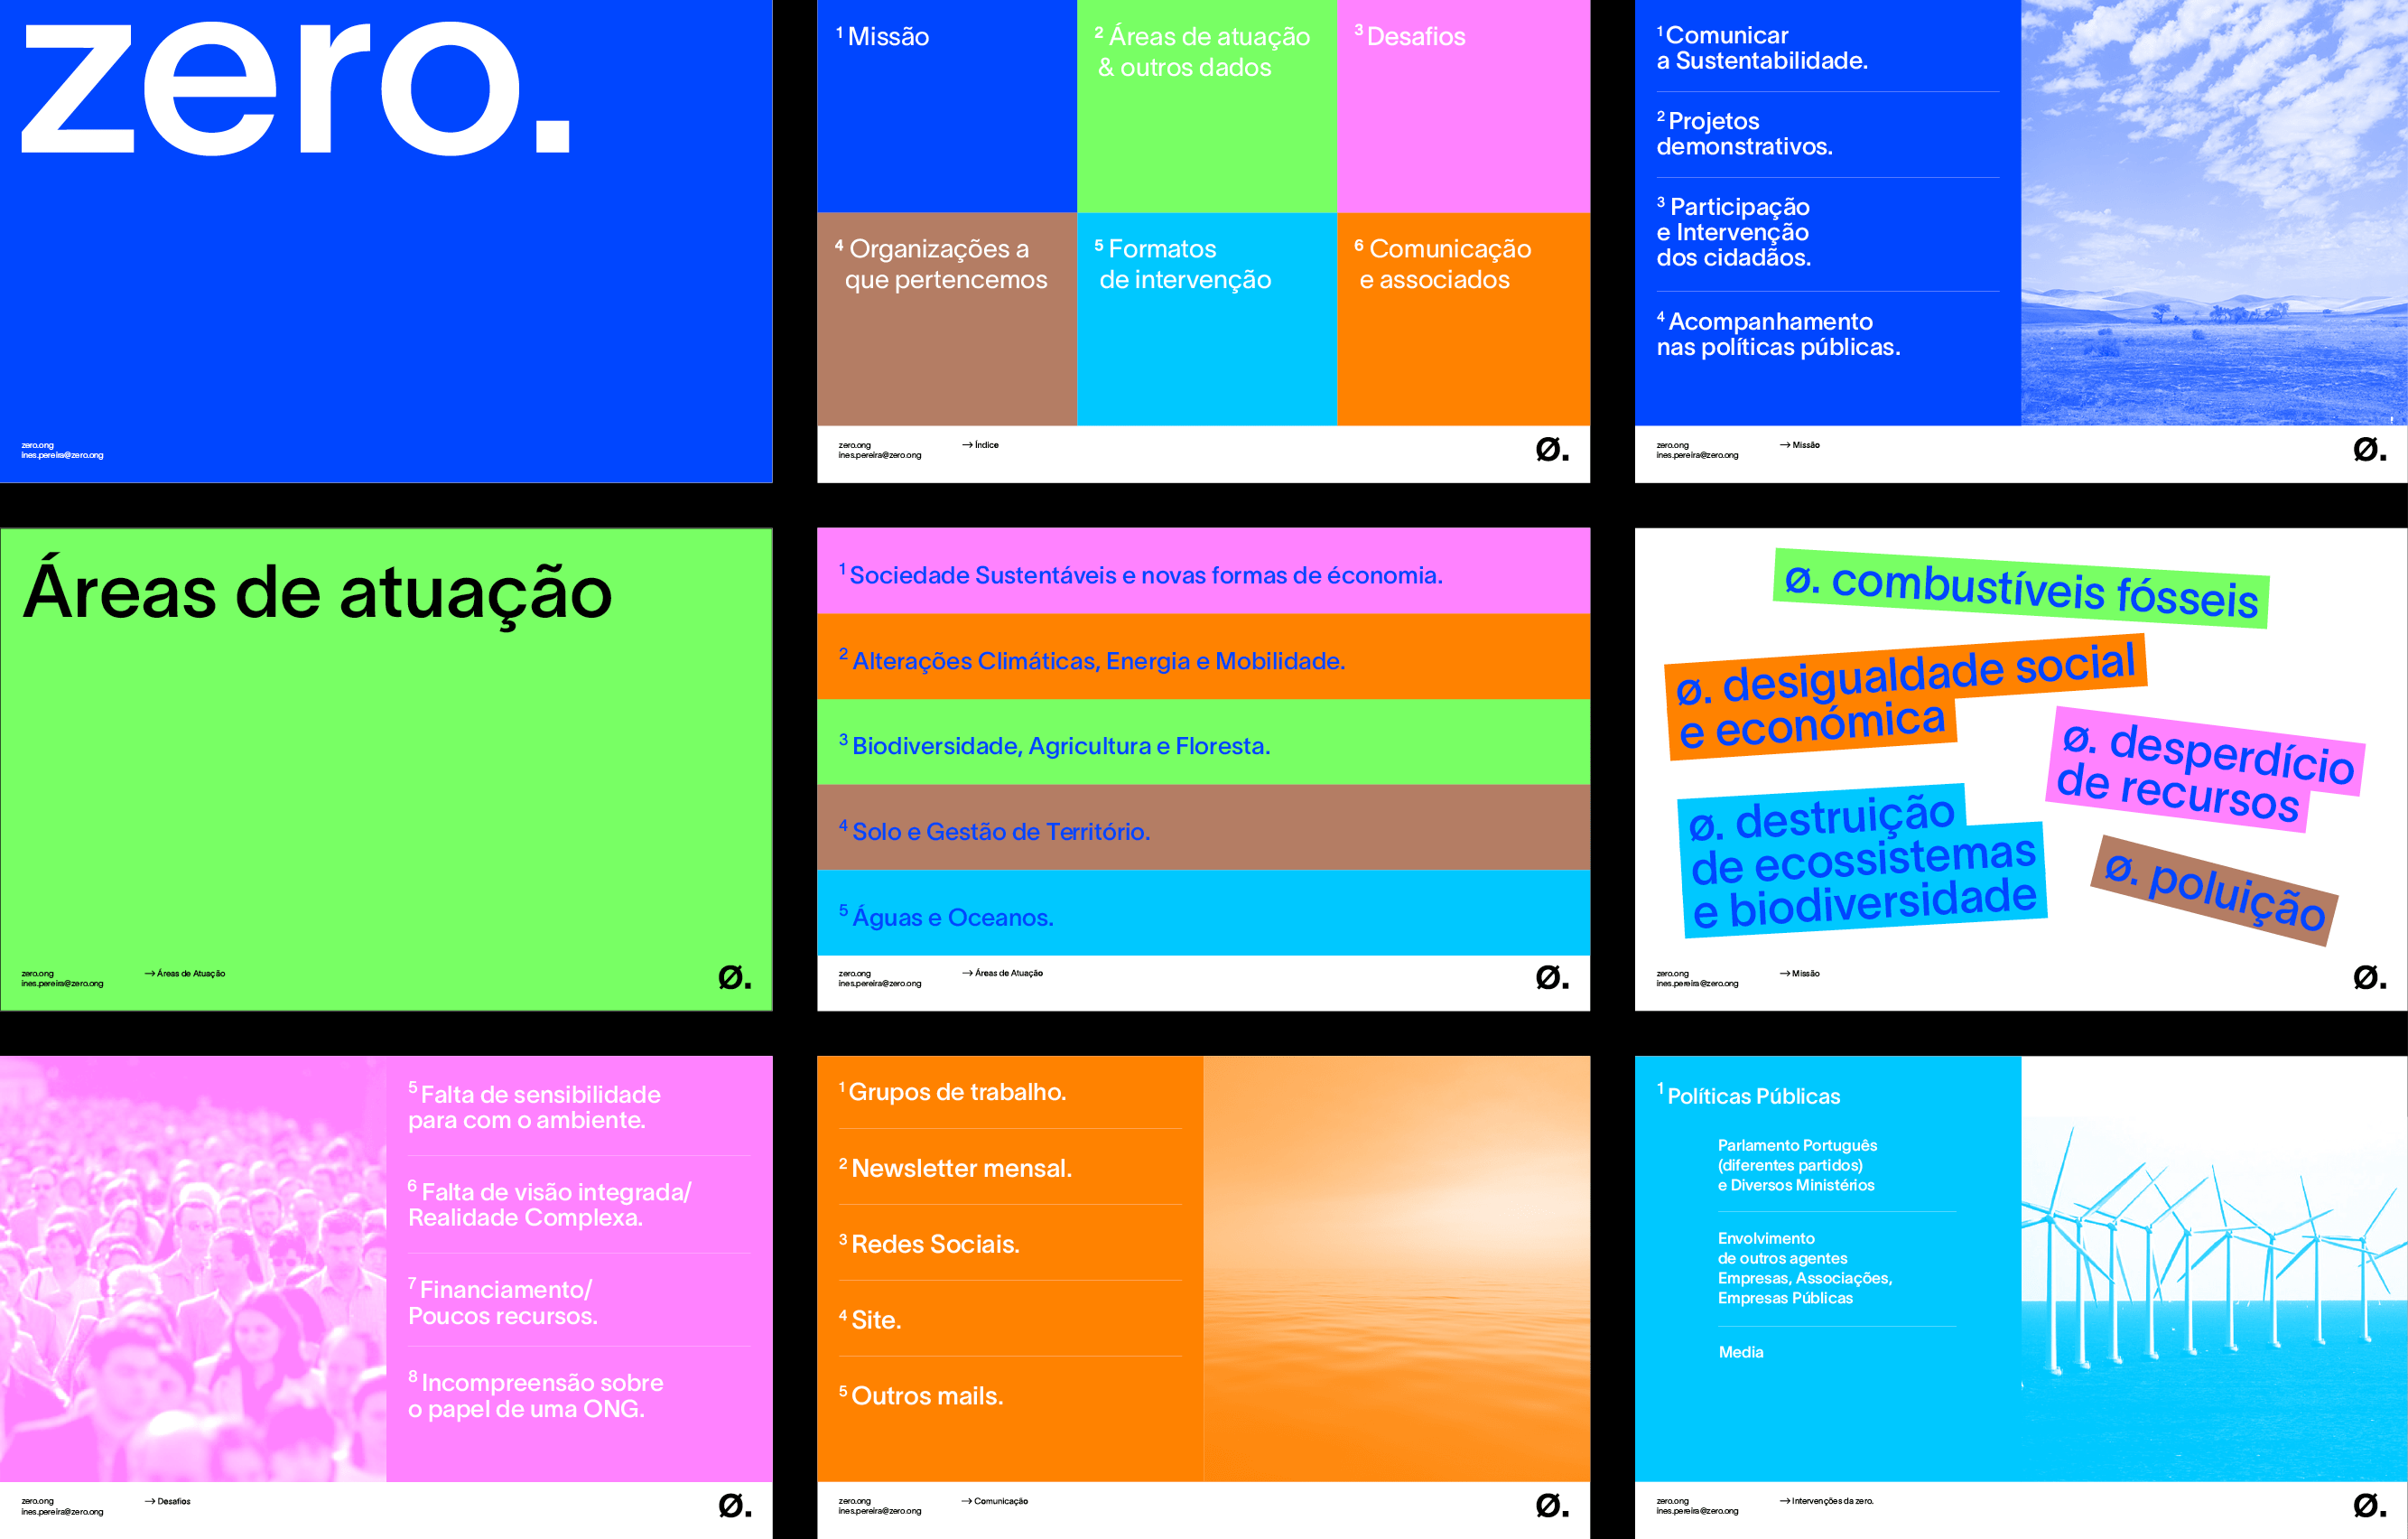 zero.
zero.ong
ines.pereira@zero.ong
1 Missão
2 Áreas de atuação
& outros dados
3 Desafios
4 Organizações a
que pertencemos
5 Formatos
de intervenção
6 Comunicação
e associados
zero.ong
ines.pereira@zero.ong
→ Índice
Ø.
1 Comunicar
a Sustentabilidade.
2 Projetos
demonstrativos.
3 Participação
e Intervenção
dos cidadãos.
4 Acompanhamento
nas políticas públicas.
zero.ong
ines.pereira@zero.ong
→ Missão
Ø.
Áreas de atuação
zero.ong
ines.pereira@zero.ong
→ Áreas de Atuação
Ø.
1 Sociedade Sustentáveis e novas formas de économia.
2 Alterações Climáticas, Energia e Mobilidade.
3 Biodiversidade, Agricultura e Floresta.
4 Solo e Gestão de Território.
5 Águas e Oceanos.
zero.ong
ines.pereira@zero.ong
→ Áreas de Atuação
Ø.
ø. combustíveis fósseis
ø. desigualdade social
e económica
ø. desperdício
de recursos
ø. destruição
de ecossistemas
e biodiversidade
ø. poluição
zero.ong
ines.pereira@zero.ong
→ Missão
Ø.
5 Falta de sensibilidade
para com o ambiente.
6 Falta de visão integrada/
Realidade Complexa.
7 Financiamento/
Poucos recursos.
8 Incompreensão sobre
o papel de uma ONG.
zero.ong
ines.pereira@zero.ong
→ Desafios
Ø.
1 Grupos de trabalho.
2 Newsletter mensal.
3 Redes Sociais.
4 Site.
5 Outros mails.
zero.ong
ines.pereira@zero.ong
→ Comunicação
Ø.
1 Políticas Públicas
Parlamento Português
(diferentes partidos)
e Diversos Ministérios
Envolvimento
de outros agentes
Empresas, Associações,
Empresas Públicas
Media
zero.ong
ines.pereira@zero.ong
→ Intervenções da zero.
Ø.